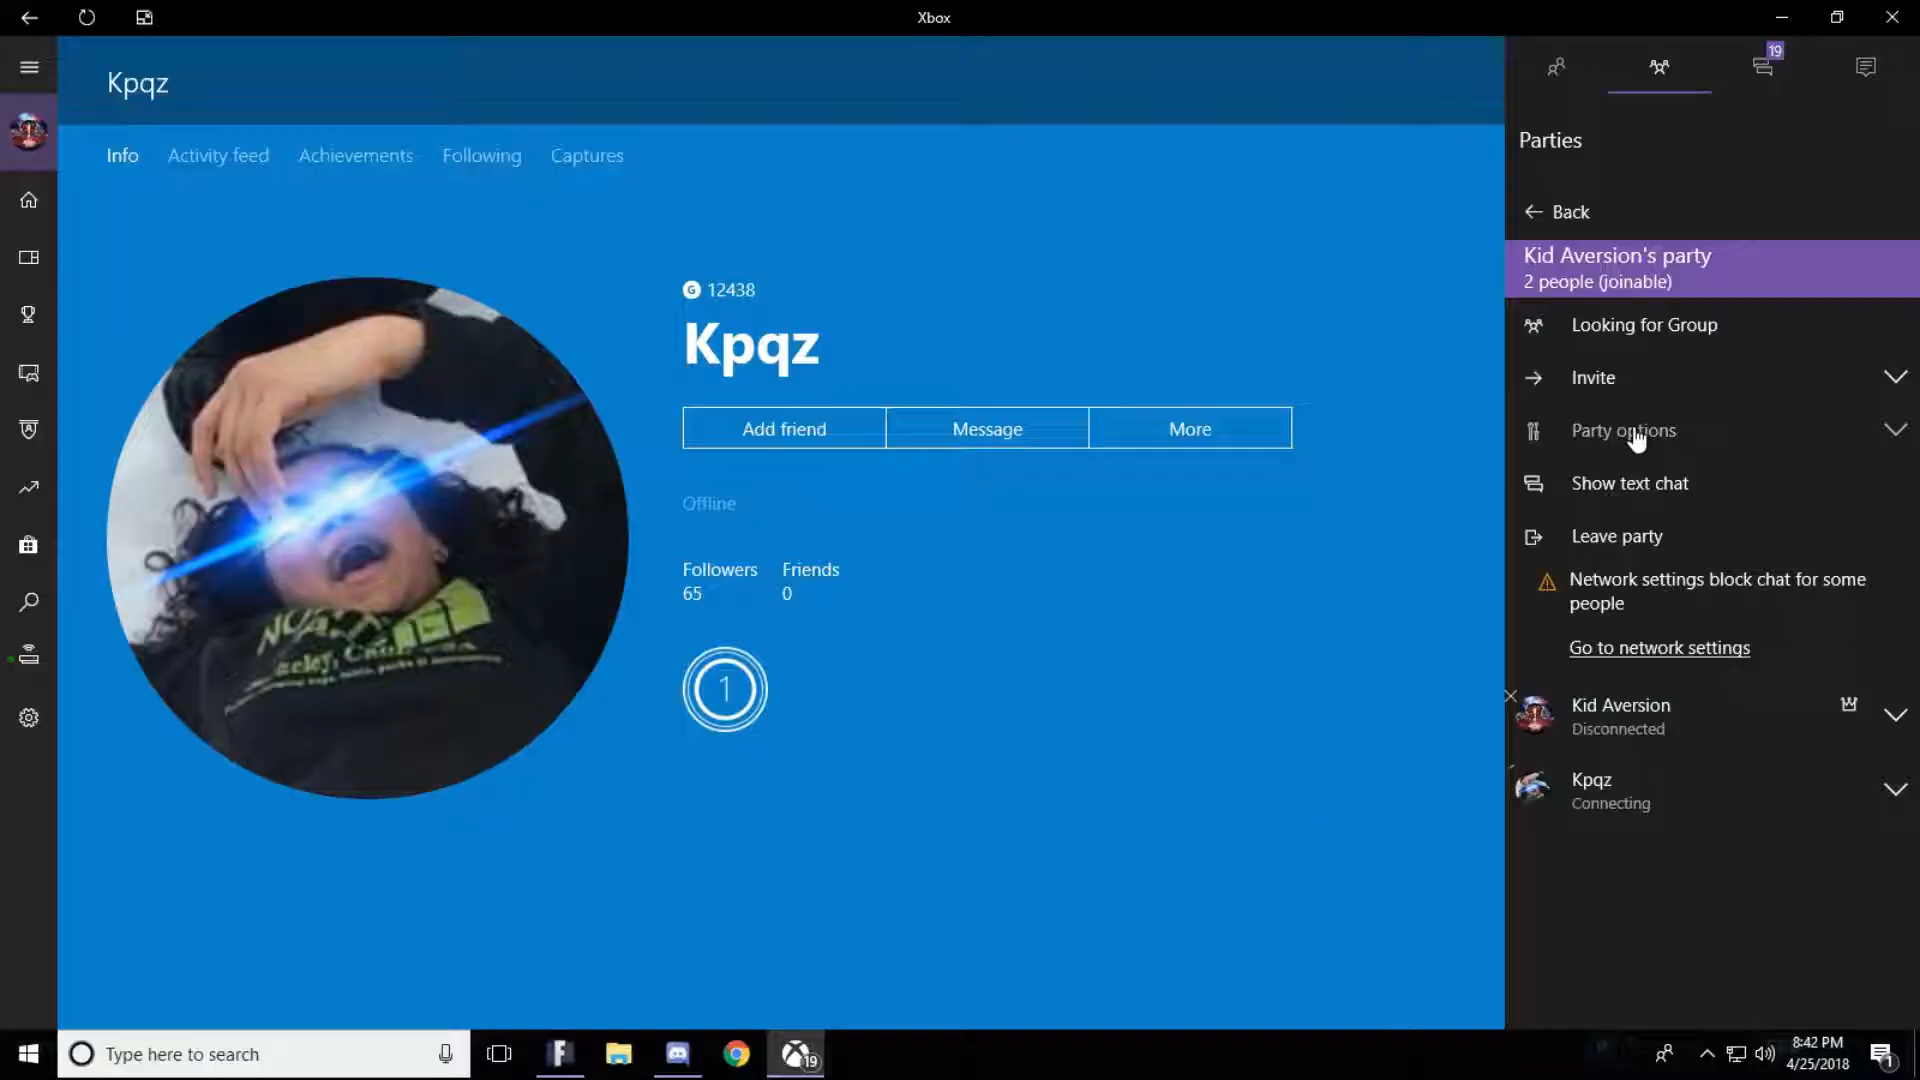 Xbox
Kpqz
Info
Activity feed
Achievements
Following
Captures
G 12438
Kpqz
Add friend
Message
More
Offline
Followers
Friends
65
0
1
19
Parties
Back
Kid Aversion's party
2 people (joinable)
Looking for Group
Invite
Party options
Show text chat
Leave party
Network settings block chat for some
people
Go to network settings
Kid Aversion
Disconnected
Kpqz
Connecting
Type here to search
19
8:42 PM
4/25/2018
1